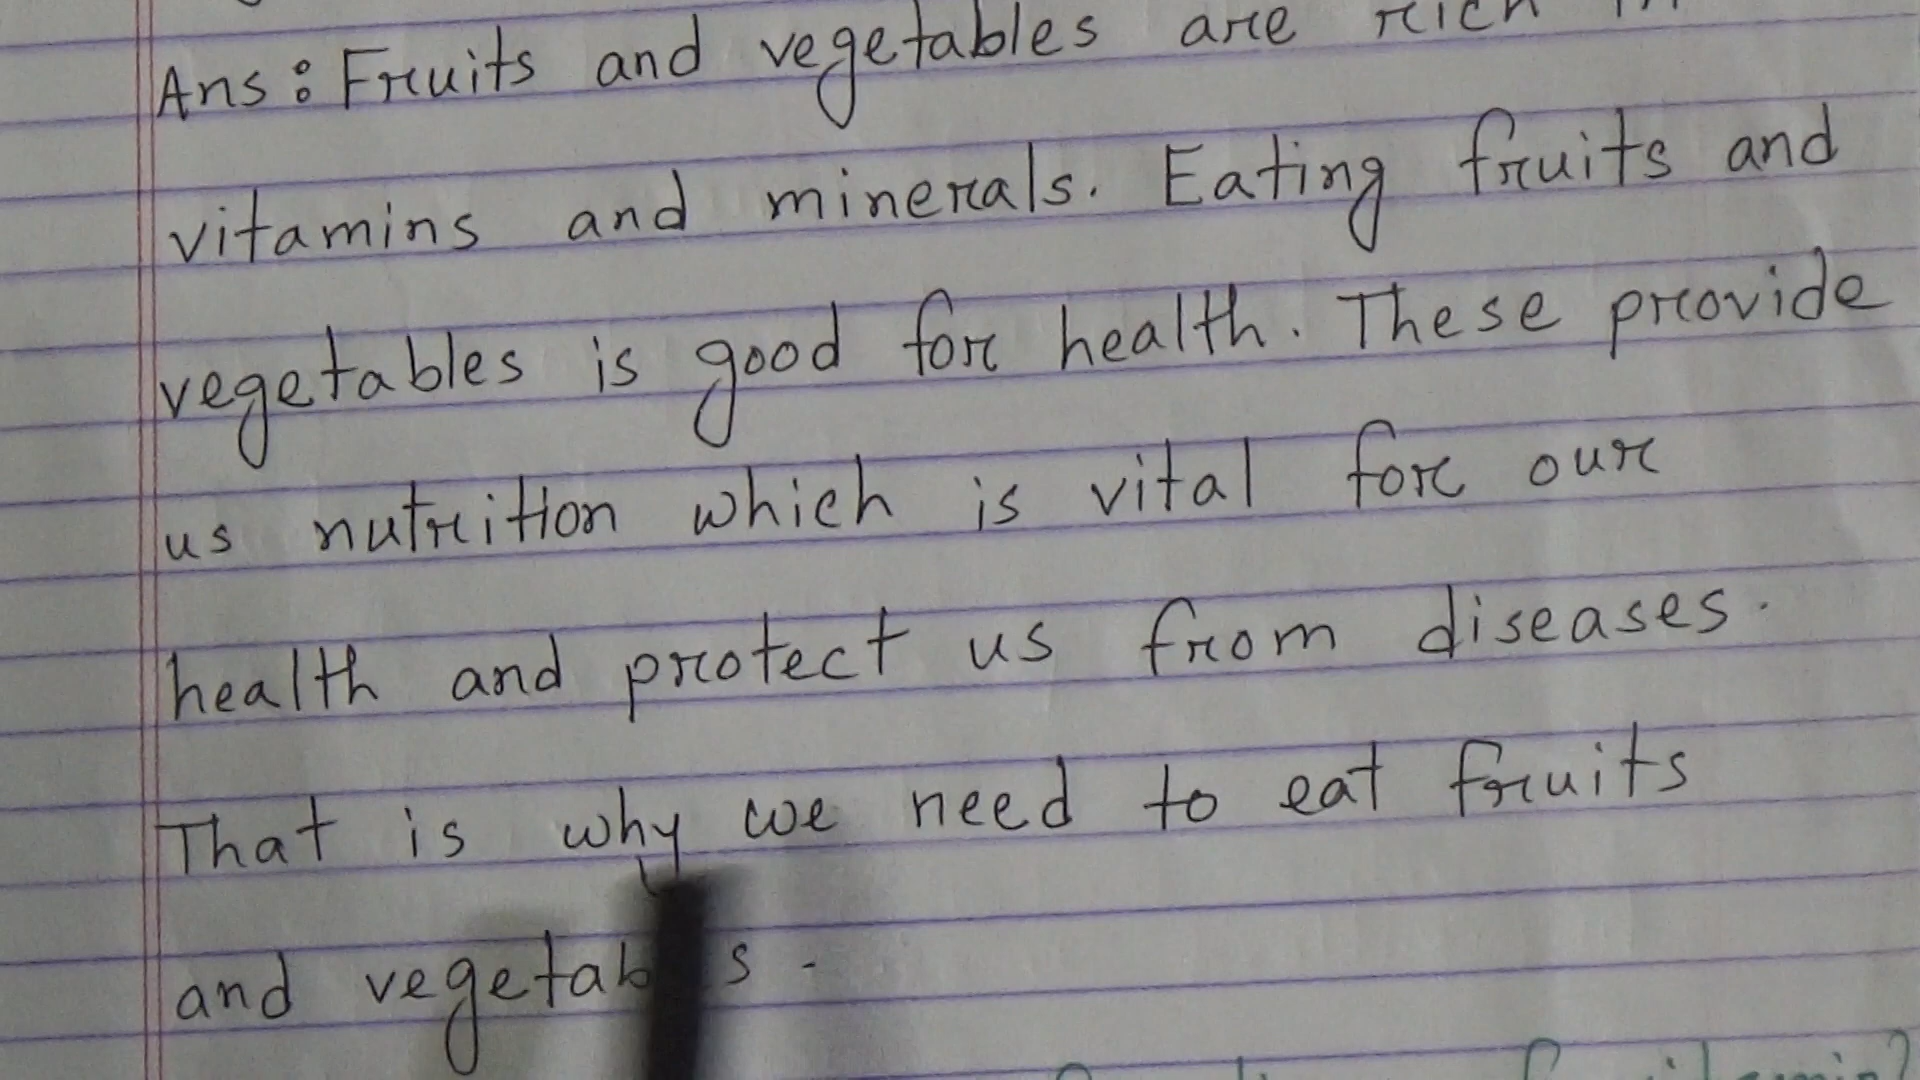 Ans: Fruits and vegetables are rich in
vitamins and minerals. Eating fruits and
vegetables is good for health. These provide
us nutrition which is vital for our
health and protect us from diseases.
That is why we need to eat fruits
and